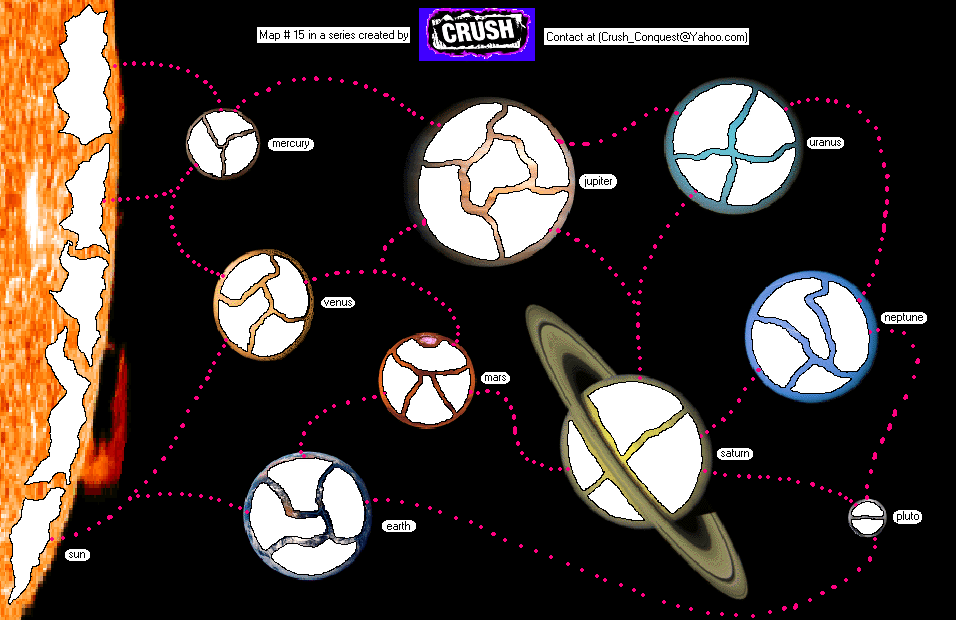 Map # 15 in a series created by
CRUSH
Contact at (Crush_Conquest@Yahoo.com)
mercury
uranus
jupiter
venus
neptune
mars
saturn
pluto
earth
sun